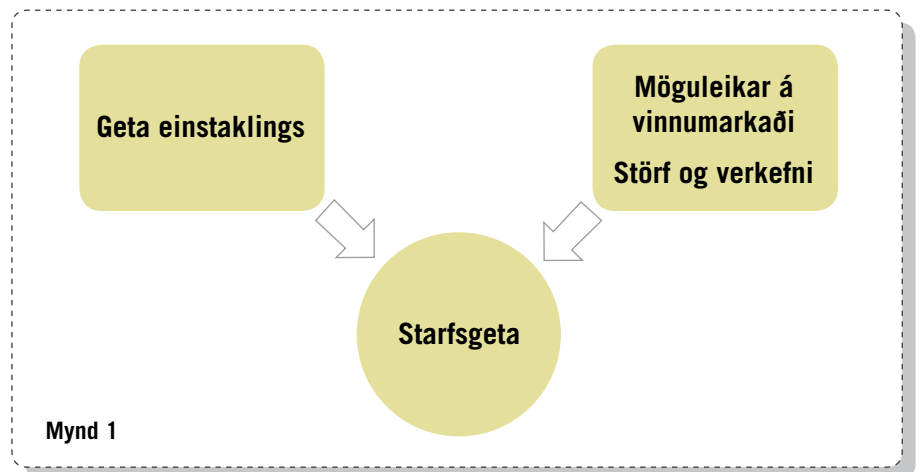 Geta einstaklings
Möguleikar á
vinnumarkaði
Störf og verkefni
Starfsgeta
Mynd 1